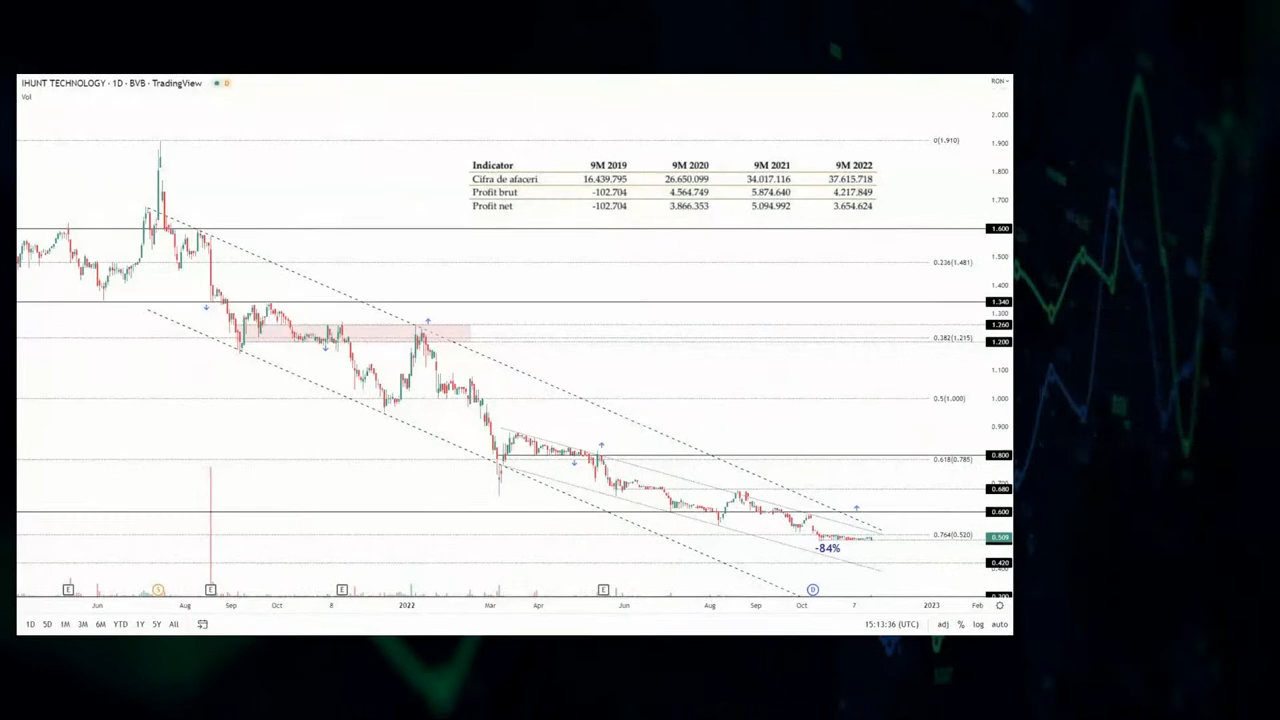 IHUNT TECHNOLOGY · 1D · BVB · TradingView D
RON
Vol
2.000
0(1.910)
1.900
Indicator 9M 2019 9M 2020 9M 2021 9M 2022
Cifra de afaceri 16.439.795 26.650.099 34.017.116 37.615.718
1.800
Profit brut -102.704 4.564.749 5.874.640 4.217.849
Profit net -102.704 3.866.353 5.094.992 3.654.624
1.700
1.600
0.236(1.481)
1.500
1.400
1.340
1.300
1.260
0.382(1.215)
1.200
1.100
0.5(1.000)
1.000
0.900
0.800
0.618(0.785)
0.680
0.600
0.764(0.520)
0.509
-84%
0.420
E S E E E D
0.300
Jun Aug Sep Oct 8 2022 Mar Apr Jun Aug Sep Oct 7 2023 Feb
1D 5D 1M 3M 6M YTD 1Y 5Y All 15:13:36 (UTC) adj % log auto